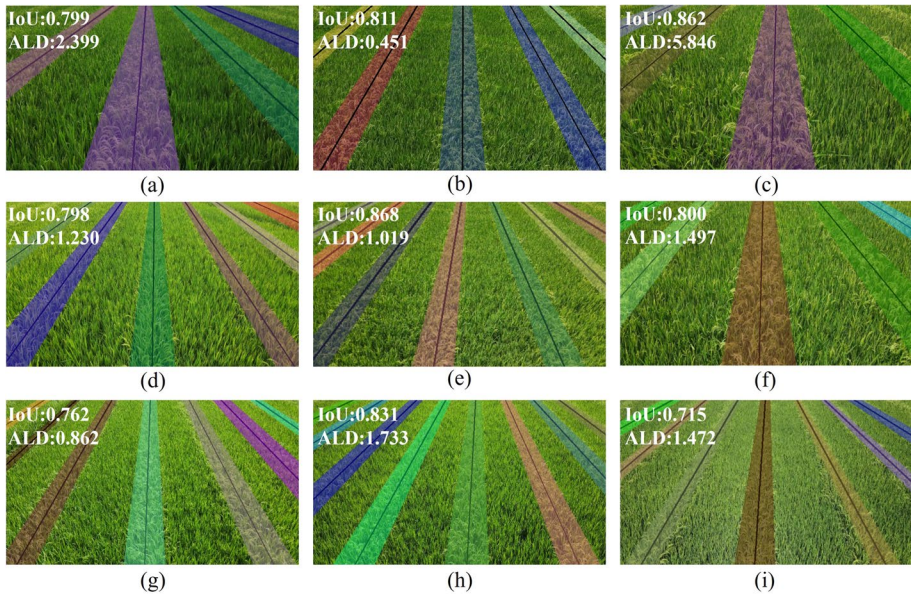 IoU:0.799
ALD:2.399
(a)
IoU:0.811
ALD:0.451
(b)
IoU:0.862
ALD:5.846
(c)
IoU:0.798
ALD:1.230
(d)
IoU:0.868
ALD:1.019
(e)
IoU:0.800
ALD:1.497
(f)
IoU:0.762
ALD:0.862
(g)
IoU:0.831
ALD:1.733
(h)
IoU:0.715
ALD:1.472
(i)